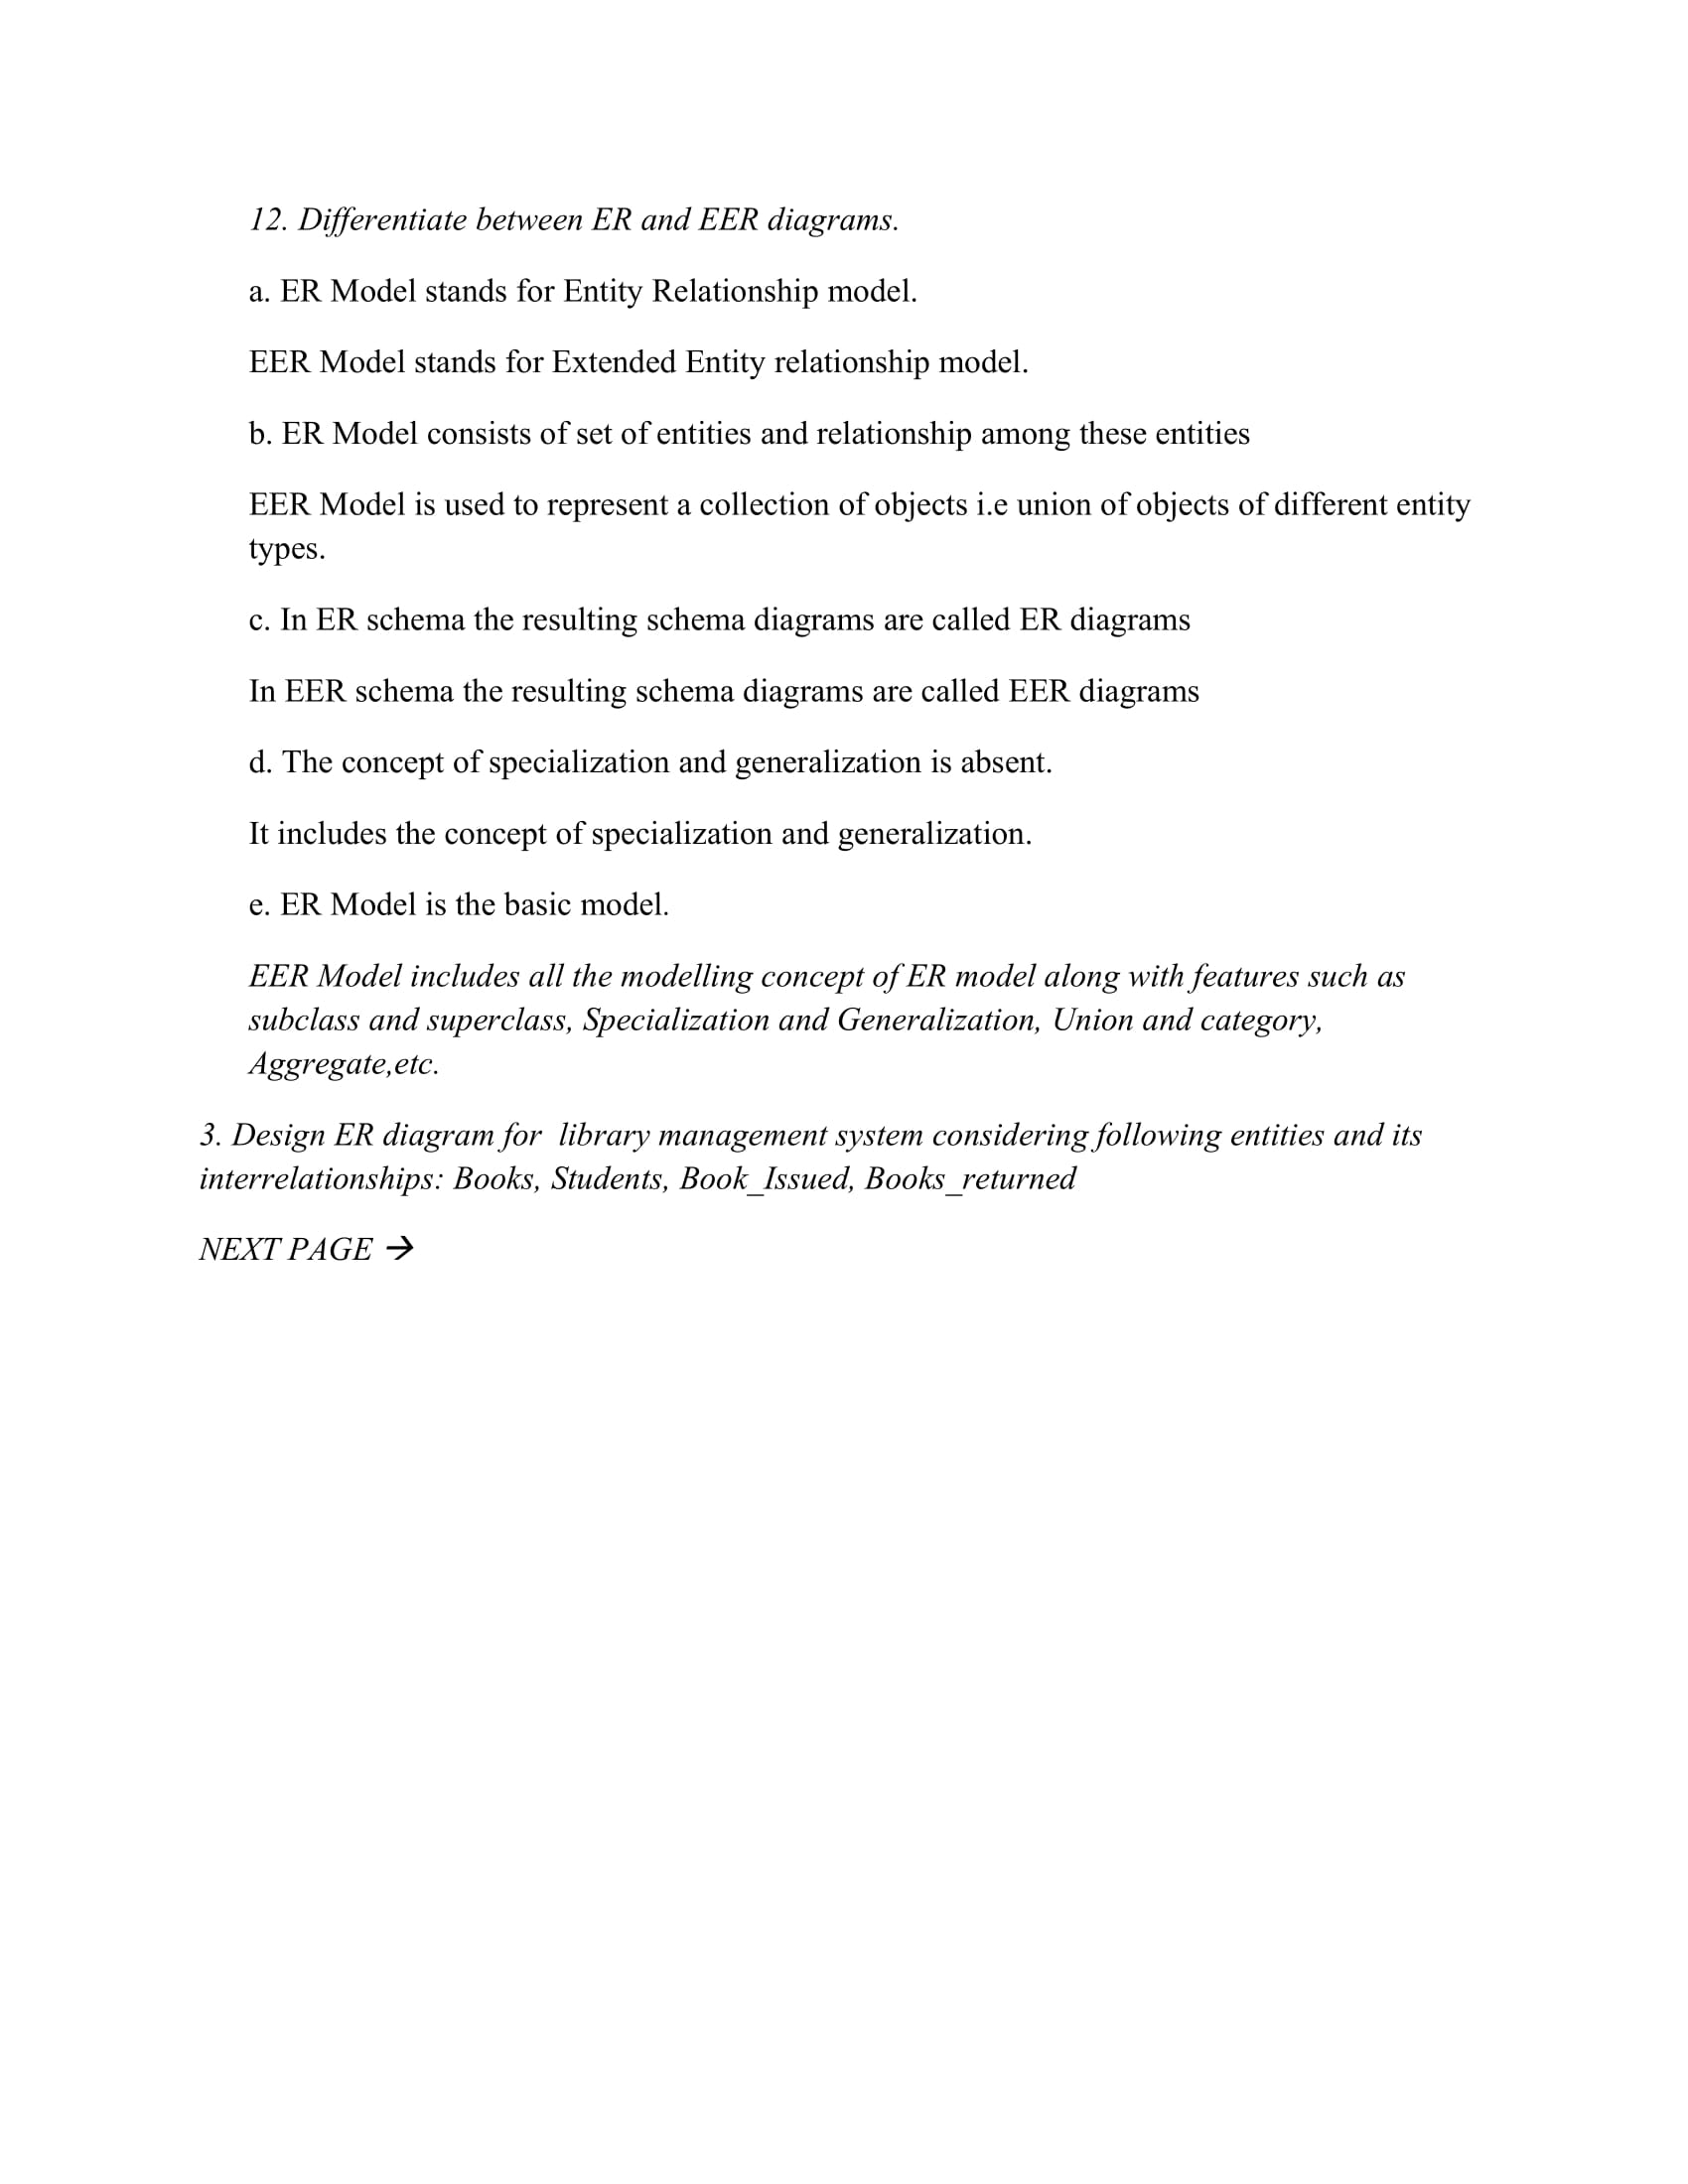 12. Differentiate between ER and EER diagrams.
a. ER Model stands for Entity Relationship model.
EER Model stands for Extended Entity relationship model.
b. ER Model consists of set of entities and relationship among these entities
EER Model is used to represent a collection of objects i.e union of objects of different entity
types.
c. In ER schema the resulting schema diagrams are called ER diagrams
In EER schema the resulting schema diagrams are called EER diagrams
d. The concept of specialization and generalization is absent.
It includes the concept of specialization and generalization.
e. ER Model is the basic model.
EER Model includes all the modelling concept of ER model along with features such as
subclass and superclass, Specialization and Generalization, Union and category,
Aggregate,etc.
3. Design ER diagram for  library management system considering following entities and its
interrelationships: Books, Students, Book_Issued, Books_returned
NEXT PAGE →